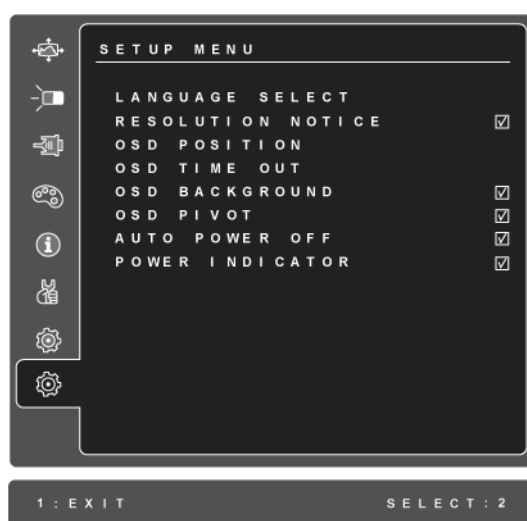 SETUP MENU
LANGUAGE SELECT
RESOLUTION NOTICE
OSD POSITION
OSD TIME OUT
OSD BACKGROUND
OSD PIVOT
AUTO POWER OFF
POWER INDICATOR
1:EXIT SELECT:2